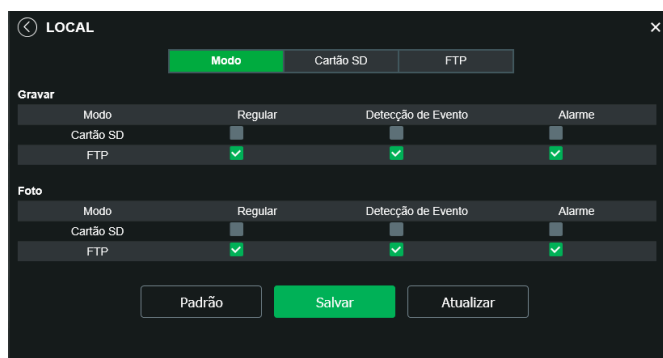 LOCAL
Modo Cartão SD FTP
Gravar
Modo Regular Detecção de Evento Alarme
Cartão SD
FTP
Foto
Modo Regular Detecção de Evento Alarme
Cartão SD
FTP
Padrão Salvar Atualizar